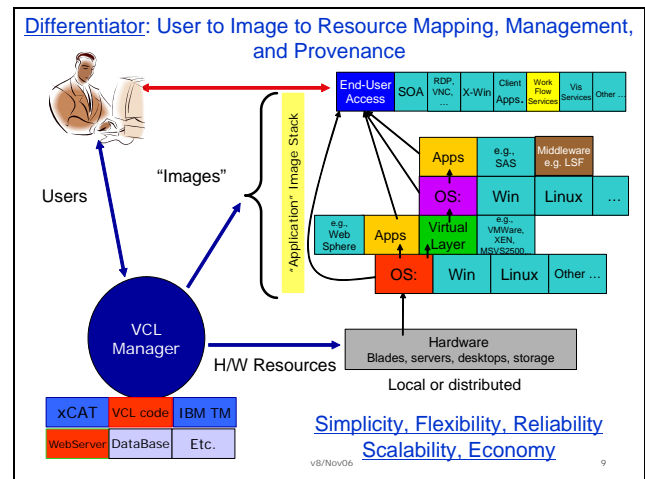 Differentiator: User to Image to Resource Mapping, Management,
and Provenance
End-User
Access
SOA
RDP,
VNC,
...
X-Win
Client
Apps.
Work
Flow
Services
Vis
Services
Other ...
"Application" Image Stack
Apps
e.g.,
SAS
Middleware
e.g. LSF
"Images"
Users
OS:
Win
Linux
...
e.g.,
Web
Sphere
Apps
Virtual
Layer
e.g.,
VMWare,
XEN,
MSVS2500...
OS:
Win
Linux
Other ...
VCL
Manager
H/W Resources
Hardware
Blades, servers, desktops, storage
Local or distributed
xCAT
VCL code
IBM TM
WebServer
DataBase
Etc.
Simplicity, Flexibility, Reliability
Scalability, Economy
v8/Nov06
9